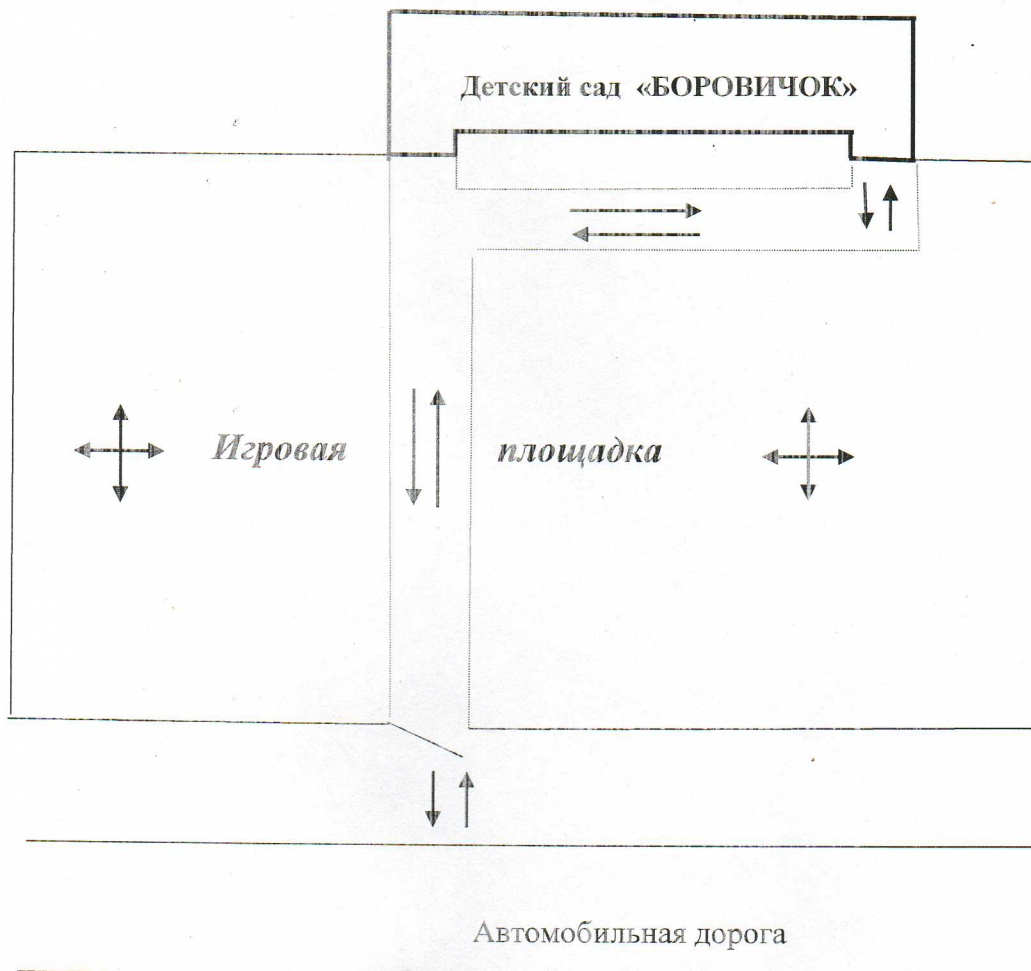 Детский сад «БОРОВИЧОК»
Игровая площадка
Автомобильная дорога